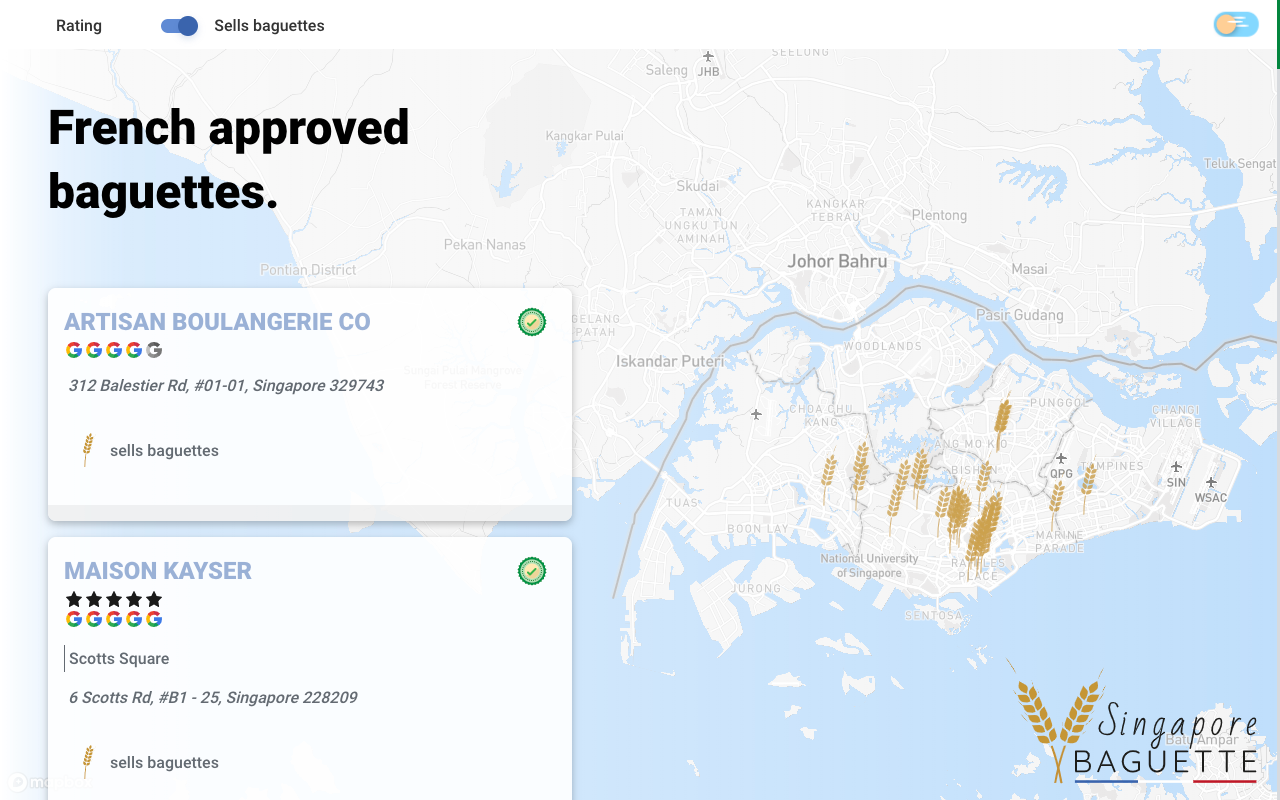 Rating
Sells baguettes
French approved
baguettes.
ARTISAN BOULANGERIE CO
312 Balestier Rd, #01-01, Singapore 329743
sells baguettes
MAISON KAYSER
Scotts Square
6 Scotts Rd, #B1 - 25, Singapore 228209
sells baguettes
SEELONG
Saleng
JHB
Kangkar Pulai
Teluk Sengat
Skudai
KANGKAR
TEBRAU
TAMAN
UNGKU TUN
AMINAH
Plentong
Pekan Nanas
Johor Bahru
Pontian District
Masai
Pasir Gudang
GELANG
PATAH
WOODLANDS
Iskandar Puteri
Sungai Pulai Mangrove
Forest Reserve
PUNGGOL
CHOA CHU
KANG
CHANGI
VILLAGE
ANG MO KIO
BISHAN
QPG
TAMPINES
SIN
WSAC
TUAS
BOON LAY
MARINE
PARADE
National University
of Singapore
RAFFLES
PLACE
JURONG
SENTOSA
Singapore
Batu Ampar
BAGUETTE